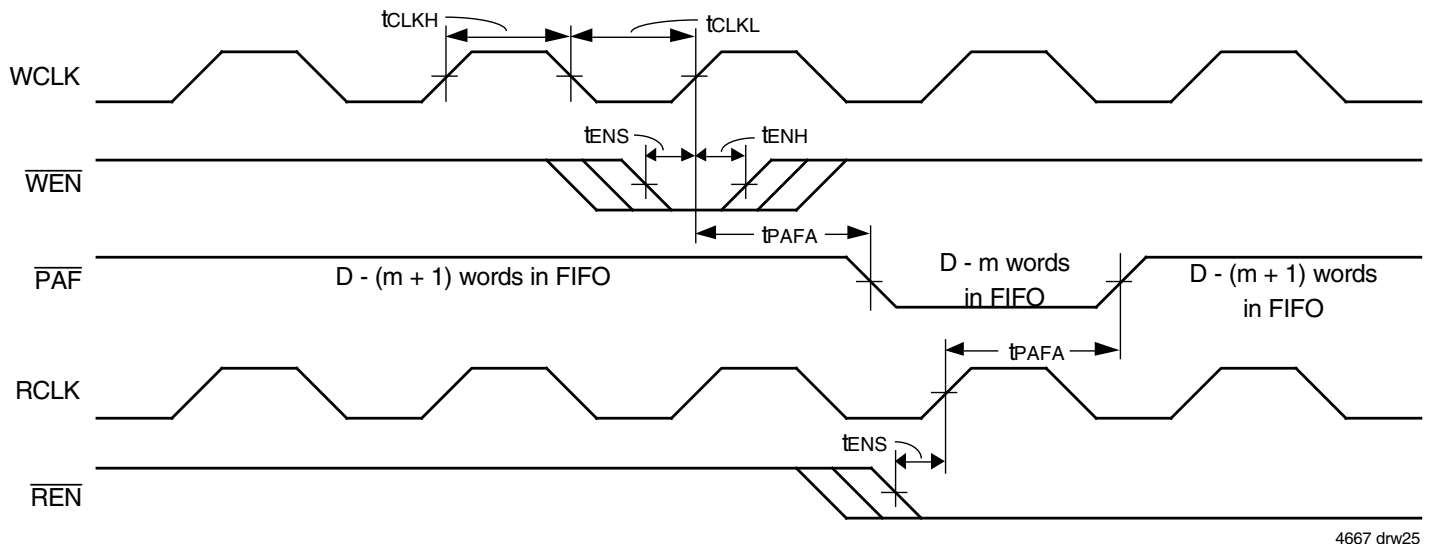 tCLKH
tCLKL
WCLK
tENS
tENH
WEN
tPAFA
PAF
D - (m + 1) words in FIFO
D - m words
in FIFO
D - (m + 1) words
in FIFO
tPAFA
RCLK
tENS
REN
4667 drw25